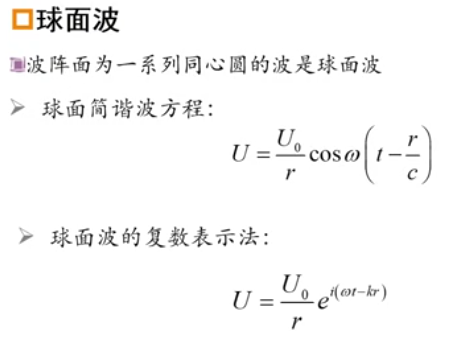 球面波
波阵面为一系列同心圆的波是球面波
球面简谐波方程:
U = \frac{U_0}{r} \cos\omega\left(t - \frac{r}{c}\right)
球面波的复数表示法:
U = \frac{U_0}{r} e^{i(\omega t - kr)}